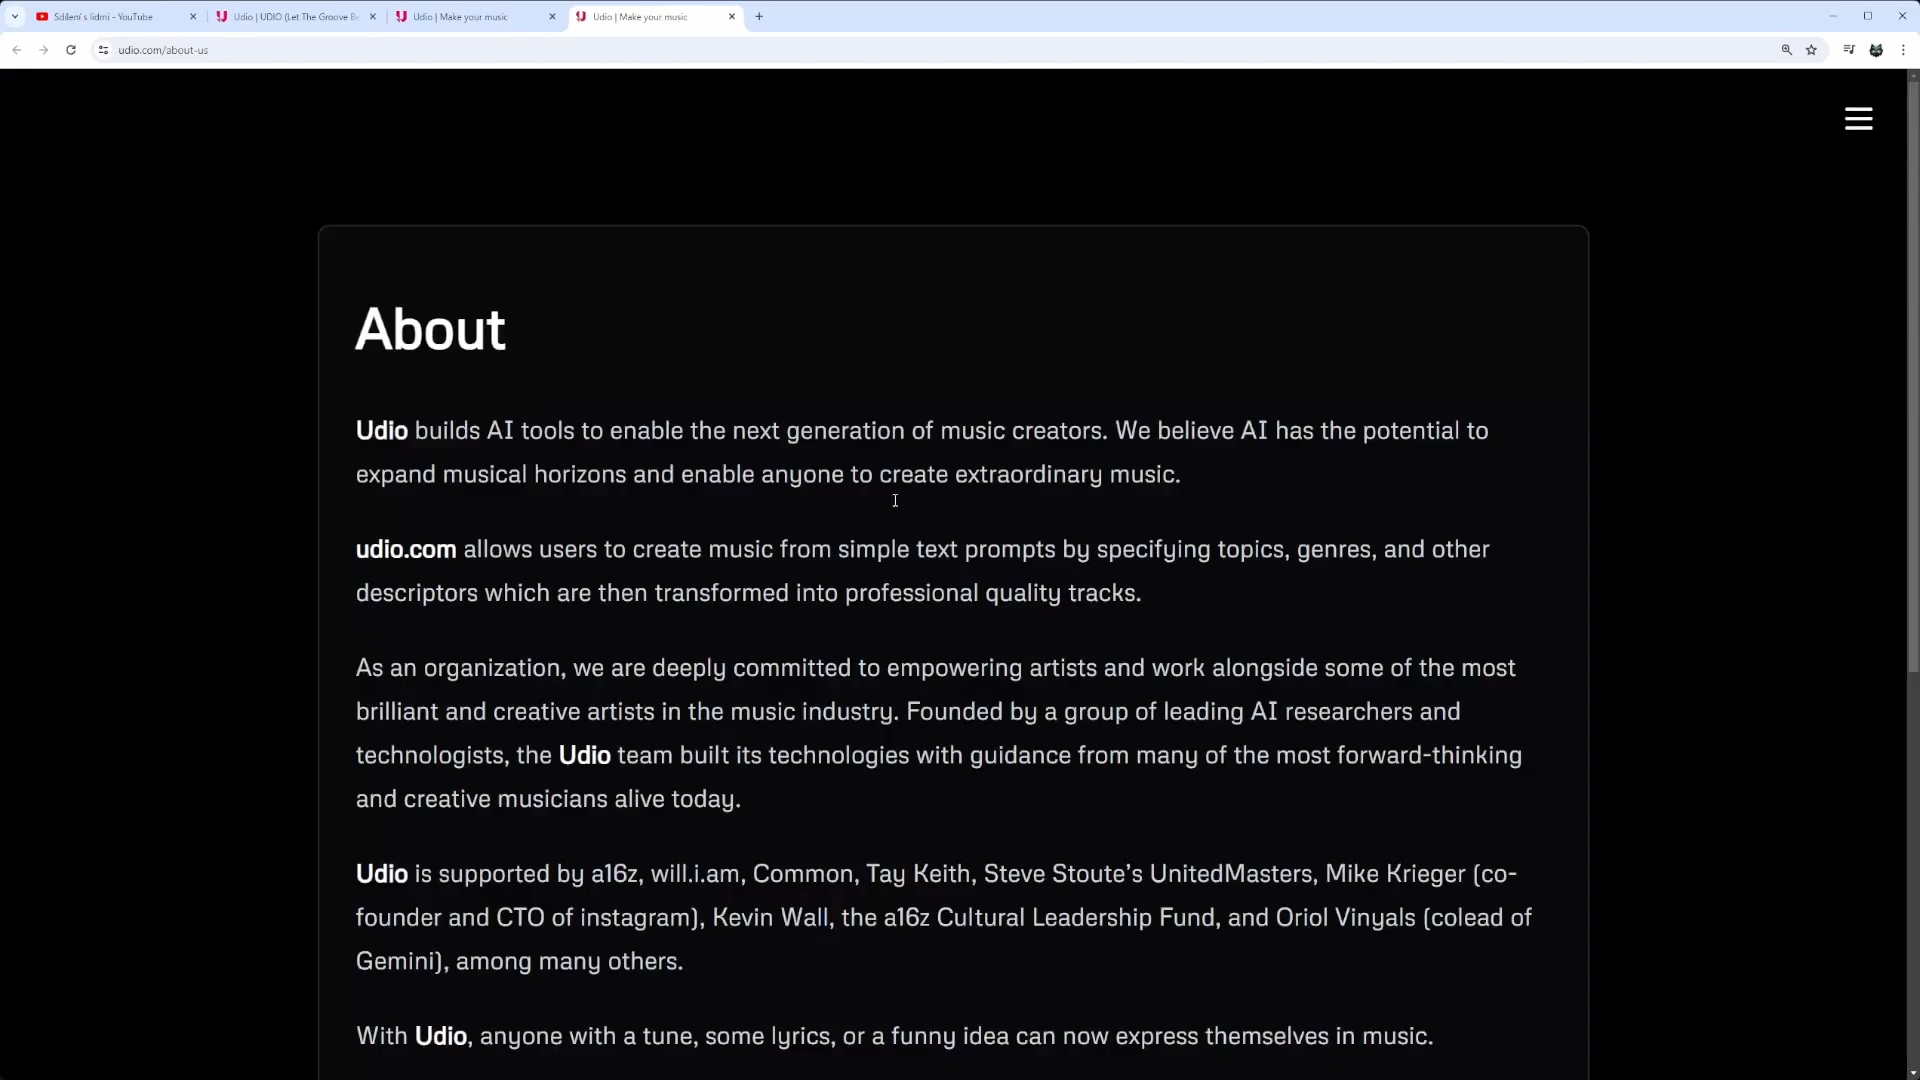 Sdílení s lidmi - YouTube
Udio | UDIO (Let The Groove Be
Udio | Make your music
Udio | Make your music
udio.com/about-us
About
Udio builds AI tools to enable the next generation of music creators. We believe AI has the potential to
expand musical horizons and enable anyone to create extraordinary music.
udio.com allows users to create music from simple text prompts by specifying topics, genres, and other
descriptors which are then transformed into professional quality tracks.
As an organization, we are deeply committed to empowering artists and work alongside some of the most
brilliant and creative artists in the music industry. Founded by a group of leading AI researchers and
technologists, the Udio team built its technologies with guidance from many of the most forward-thinking
and creative musicians alive today.
Udio is supported by a16z, will.i.am, Common, Tay Keith, Steve Stoute’s UnitedMasters, Mike Krieger (co-
founder and CTO of instagram), Kevin Wall, the a16z Cultural Leadership Fund, and Oriol Vinyals (colead of
Gemini), among many others.
With Udio, anyone with a tune, some lyrics, or a funny idea can now express themselves in music.